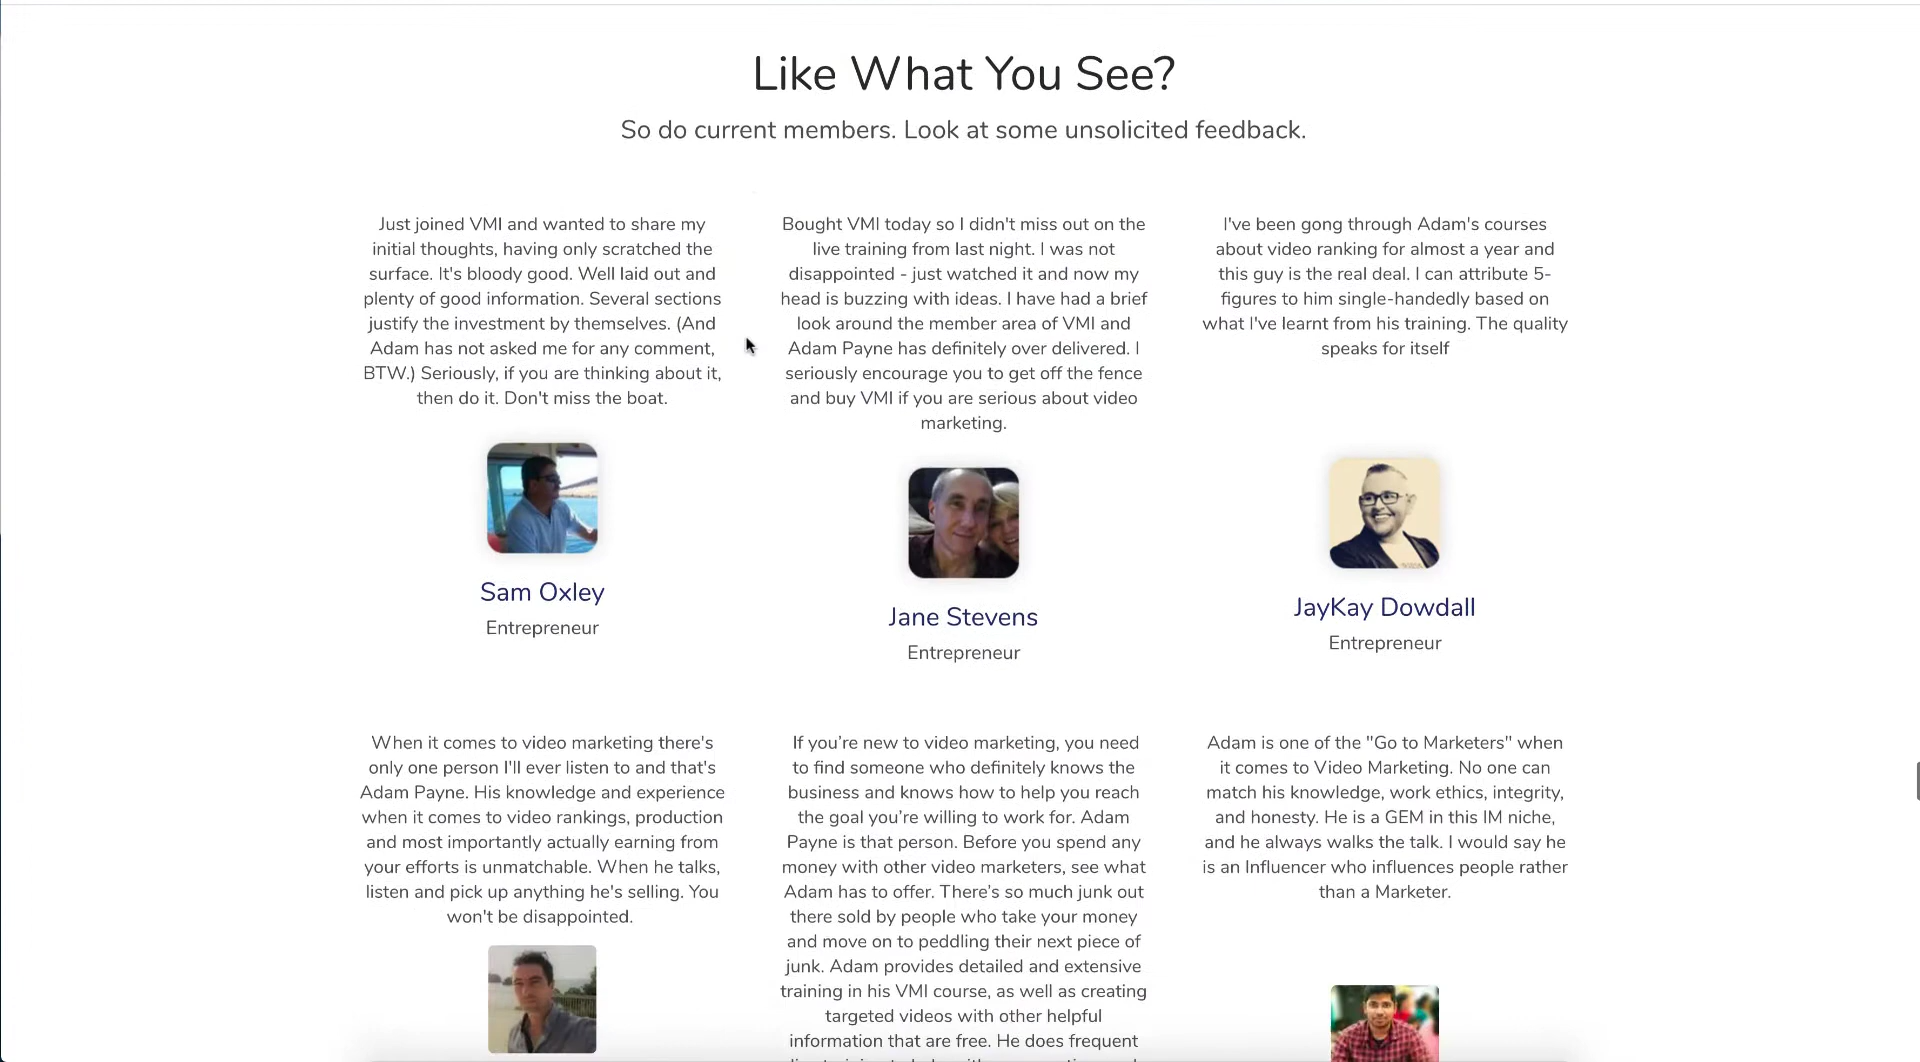 Like What You See?
So do current members. Look at some unsolicited feedback.
Just joined VMI and wanted to share my
initial thoughts, having only scratched the
surface. It's bloody good. Well laid out and
plenty of good information. Several sections
justify the investment by themselves. (And
Adam has not asked me for any comment,
BTW.) Seriously, if you are thinking about it,
then do it. Don't miss the boat.
Sam Oxley
Entrepreneur
Bought VMI today so I didn't miss out on the
live training from last night. I was not
disappointed - just watched it and now my
head is buzzing with ideas. I have had a brief
look around the member area of VMI and
Adam Payne has definitely over delivered. I
seriously encourage you to get off the fence
and buy VMI if you are serious about video
marketing.
Jane Stevens
Entrepreneur
I've been gong through Adam's courses
about video ranking for almost a year and
this guy is the real deal. I can attribute 5-
figures to him single-handedly based on
what I've learnt from his training. The quality
speaks for itself
JayKay Dowdall
Entrepreneur
When it comes to video marketing there's
only one person I'll ever listen to and that's
Adam Payne. His knowledge and experience
when it comes to video rankings, production
and most importantly actually earning from
your efforts is unmatchable. When he talks,
listen and pick up anything he's selling. You
won't be disappointed.
If you’re new to video marketing, you need
to find someone who definitely knows the
business and knows how to help you reach
the goal you’re willing to work for. Adam
Payne is that person. Before you spend any
money with other video marketers, see what
Adam has to offer. There’s so much junk out
there sold by people who take your money
and move on to peddling their next piece of
junk. Adam provides detailed and extensive
training in his VMI course, as well as creating
targeted videos with other helpful
information that are free. He does frequent
Adam is one of the "Go to Marketers" when
it comes to Video Marketing. No one can
match his knowledge, work ethics, integrity,
and honesty. He is a GEM in this IM niche,
and he always walks the talk. I would say he
is an Influencer who influences people rather
than a Marketer.